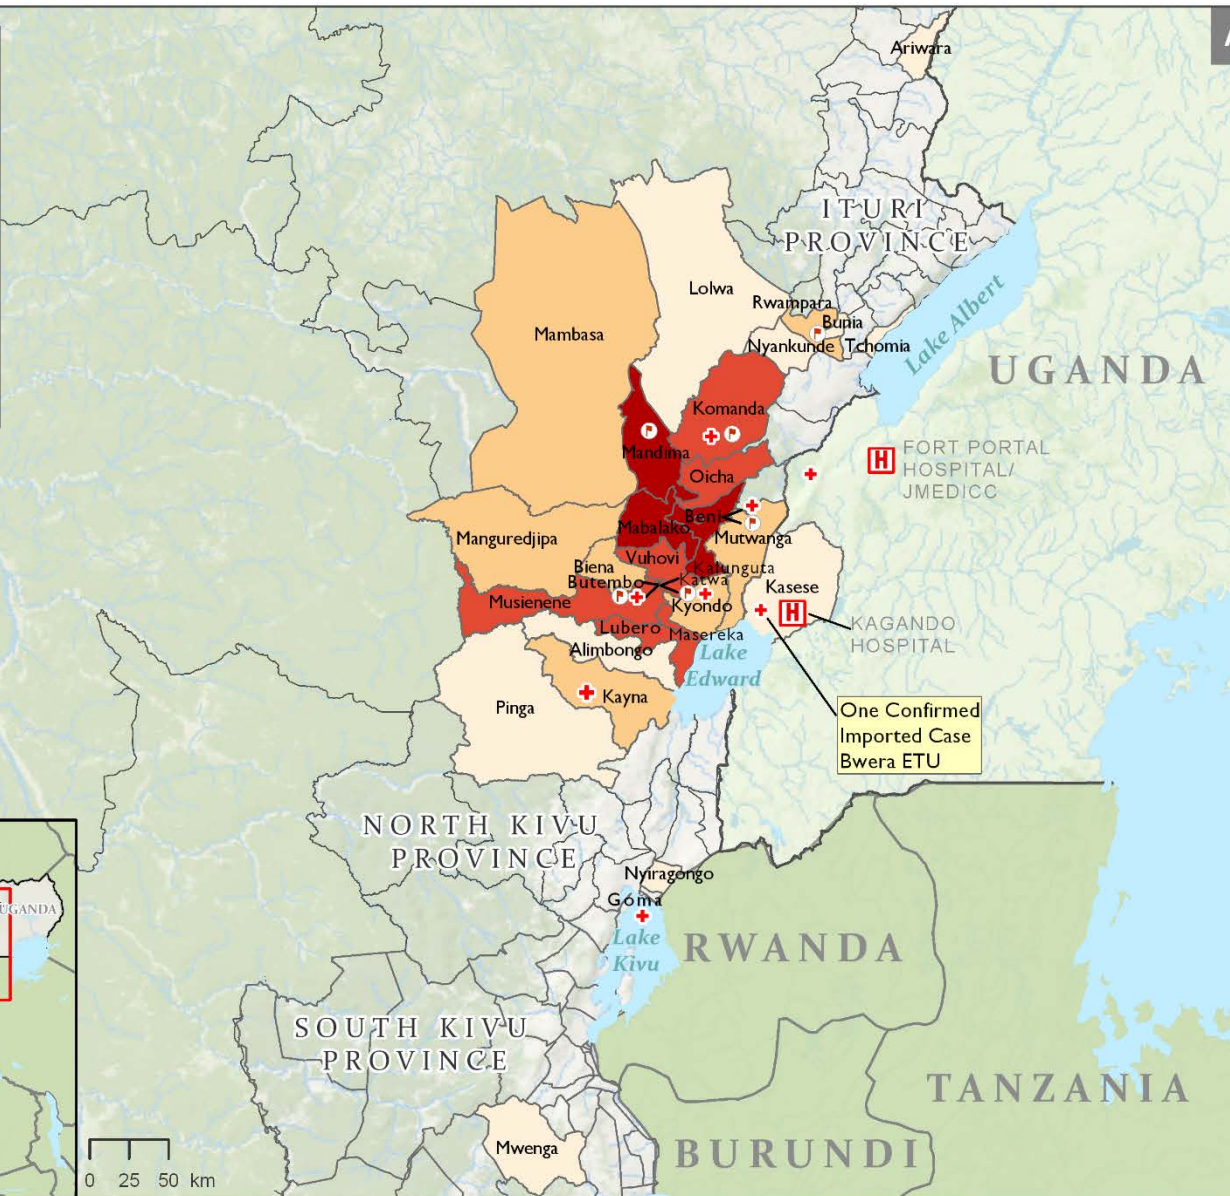 Ariwara
ITURI
PROVINCE
Lolwa
Rwampara
Bunia
Mambasa
Nyankunde
Tchomia
Lake Albert
UGANDA
Komanda
Mandima
Oicha
FORT PORTAL
HOSPITAL/
JMEDICC
Beni
Mabalako
Manguredjipa
Mutwanga
Vuhovi
Biena
Kalunguta
Butembo
Katwa
Kasese
Musienene
Kyondo
Lubero
Masereka
KAGANDO
HOSPITAL
Alimbongo
Lake
Edward
Kayna
Pinga
One Confirmed
Imported Case
Bwera ETU
NORTH KIVU
PROVINCE
Nyiragongo
Goma
UGANDA
Lake
Kivu
RWANDA
SOUTH KIVU
PROVINCE
TANZANIA
Mwenga
BURUNDI
0 25 50 km